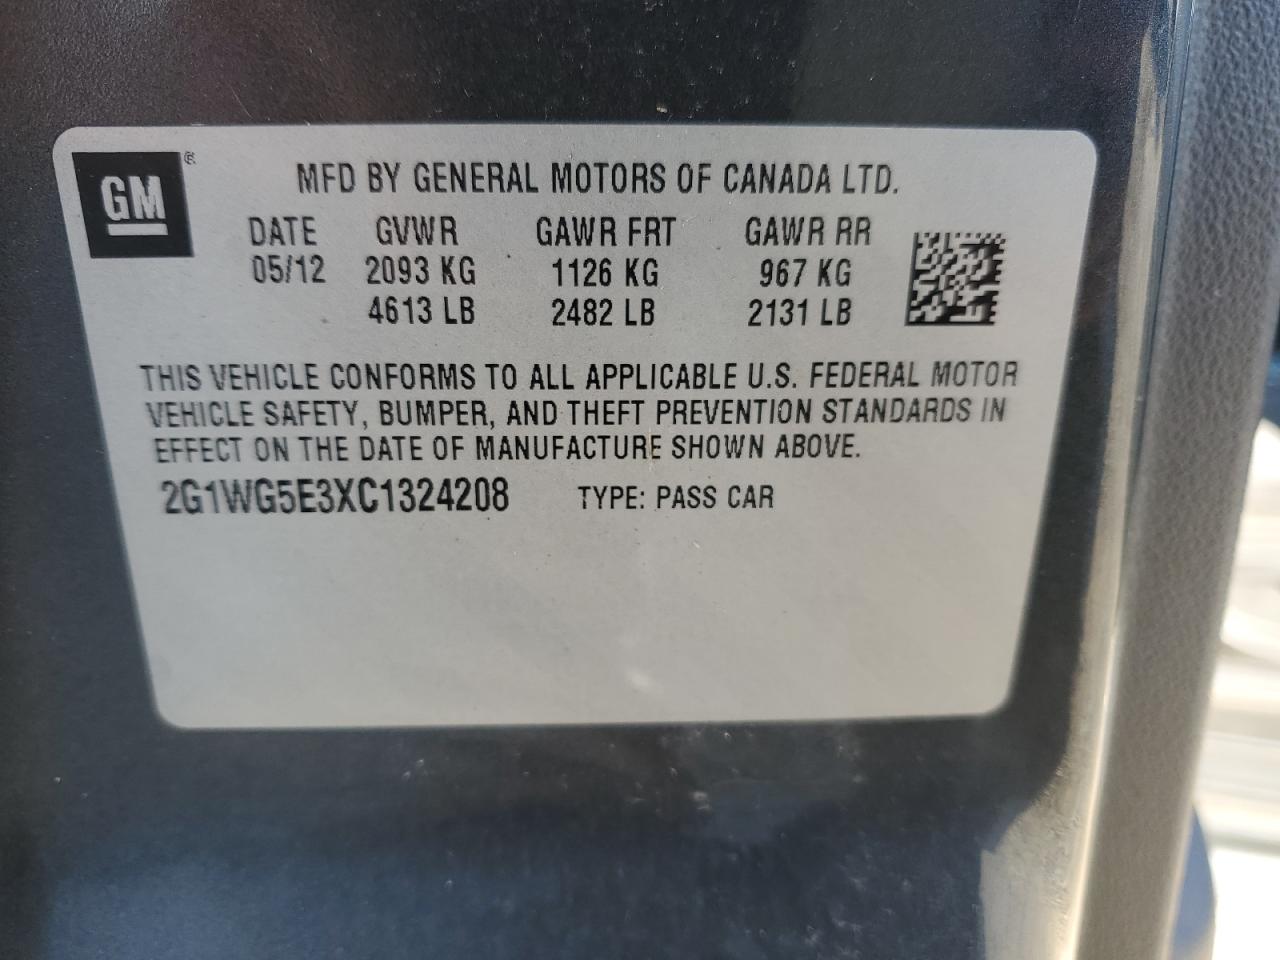 GM ®
MFD BY GENERAL MOTORS OF CANADA LTD.
DATE GVWR GAWR FRT GAWR RR
05/12 2093 KG 1126 KG 967 KG
4613 LB 2482 LB 2131 LB
THIS VEHICLE CONFORMS TO ALL APPLICABLE U.S. FEDERAL MOTOR
VEHICLE SAFETY, BUMPER, AND THEFT PREVENTION STANDARDS IN
EFFECT ON THE DATE OF MANUFACTURE SHOWN ABOVE.
2G1WG5E3XC1324208 TYPE: PASS CAR